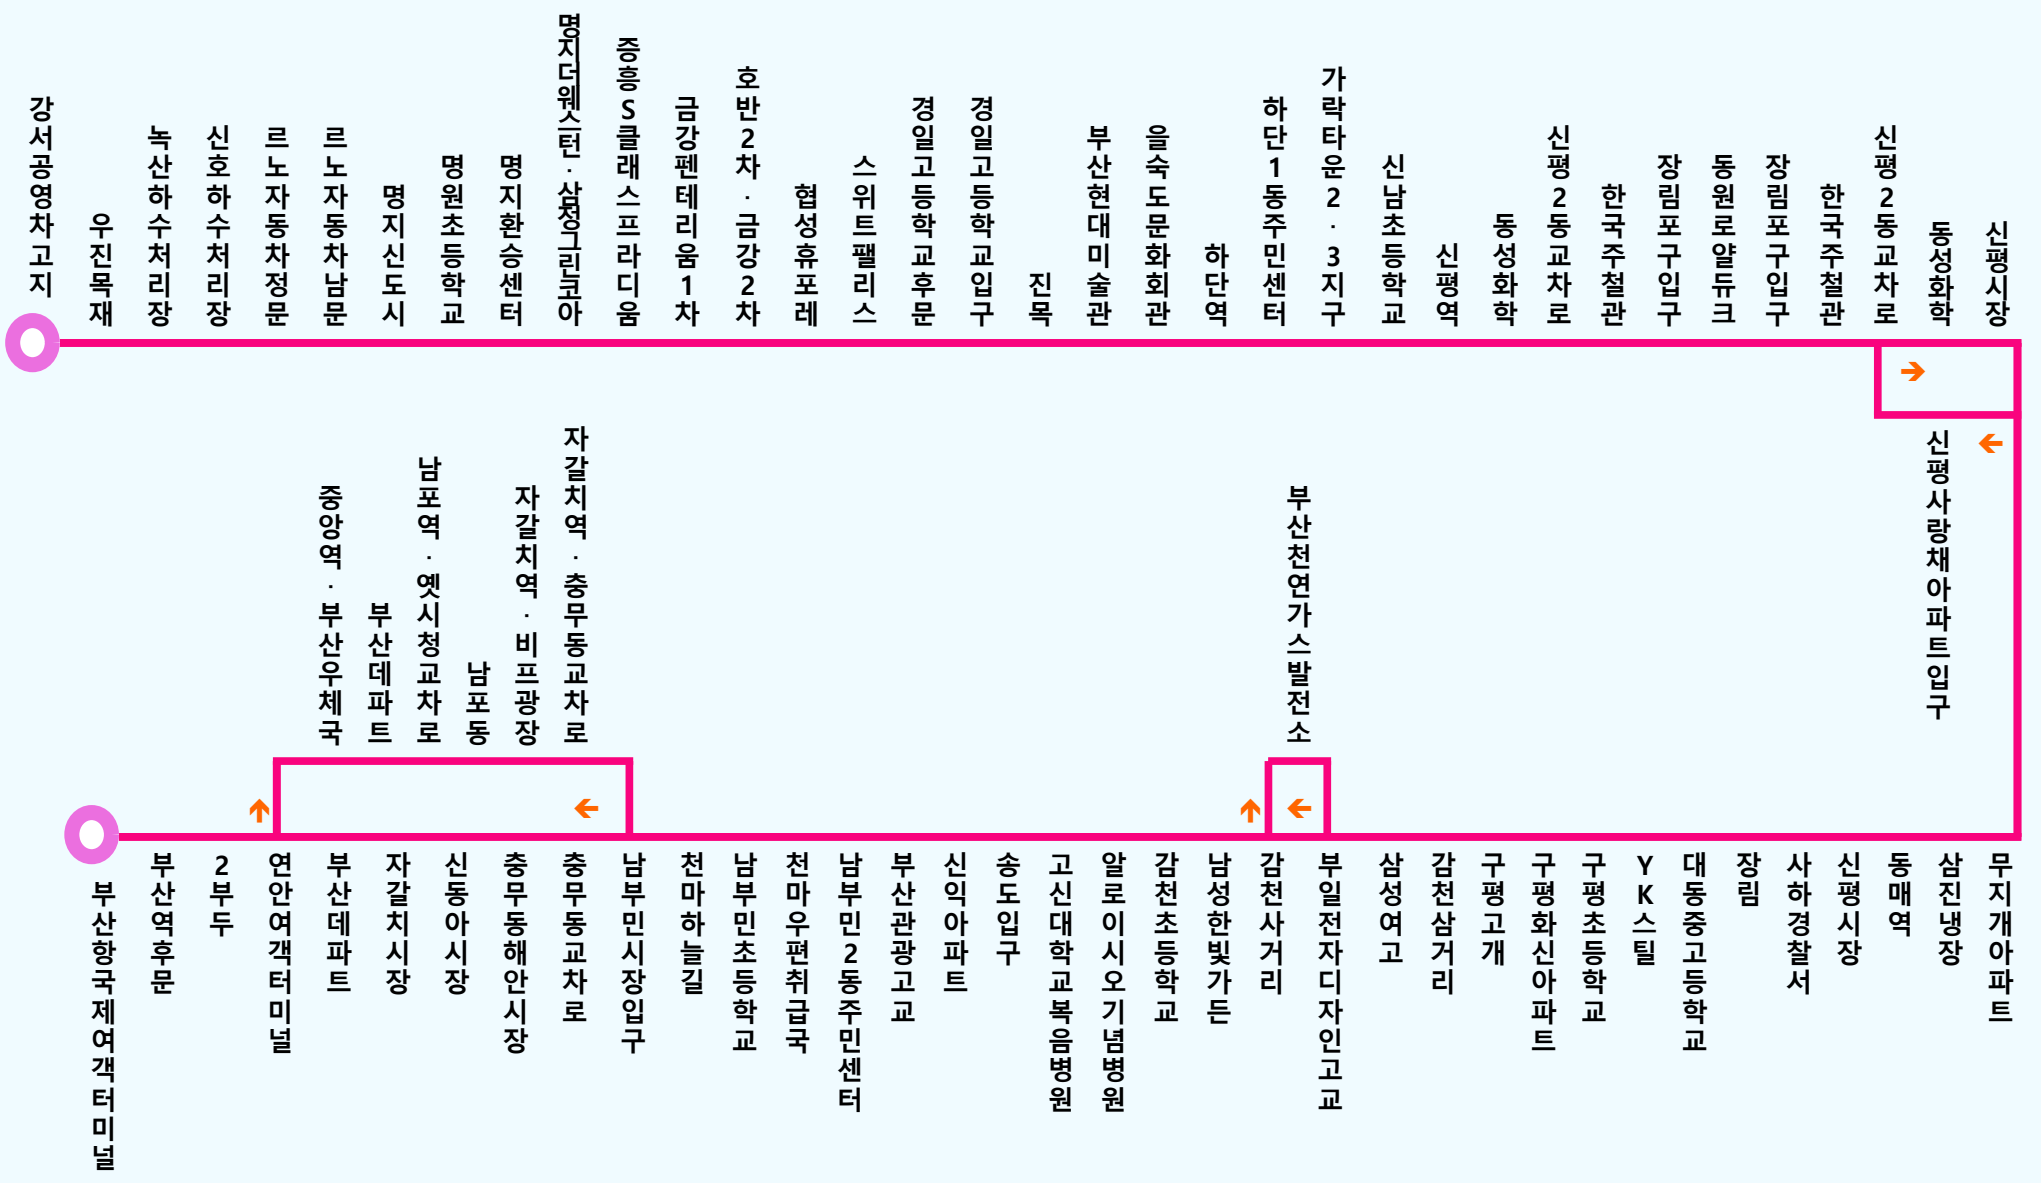 강서공영차고지
우진목재
녹산하수처리장
신호하수처리장
르노자동차정문
르노자동차남문
명지신도시
명원초등학교
명지환승센터
명지더웨스턴·삼정그린코아
중흥S클래스프라디움
금강펜테리움1차
호반2차·금강2차
협성휴포레
스위트팰리스
경일고등학교후문
경일고등학교입구
진목
부산현대미술관
을숙도문화회관
하단역
하단1동주민센터
가락타운2·3지구
신남초등학교
신평역
동성화학
신평2동교차로
한국주철관
장림포구입구
동원로얄듀크
장림포구입구
한국주철관
신평2동교차로
동성화학
신평시장
신평사랑채아파트입구
중앙역·부산우체국
부산데파트
남포역·옛시청교차로
남포동
자갈치역·비프광장
자갈치역·충무동교차로
부산천연가스발전소
부산항국제여객터미널
부산역후문
2부두
연안여객터미널
부산데파트
자갈치시장
신동아시장
충무동해안시장
충무동교차로
남부민시장입구
천마하늘길
남부민초등학교
천마우편취급국
남부민2동주민센터
부산관광고교
신익아파트
송도입구
고신대학교복음병원
알로이시오기념병원
감천초등학교
남성한빛가든
감천사거리
부일전자디자인고교
삼성여고
감천삼거리
구평고개
구평화신아파트
구평초등학교
YK스틸
대동중고등학교
장림
사하경찰서
신평시장
동매역
삼진냉장
무지개아파트